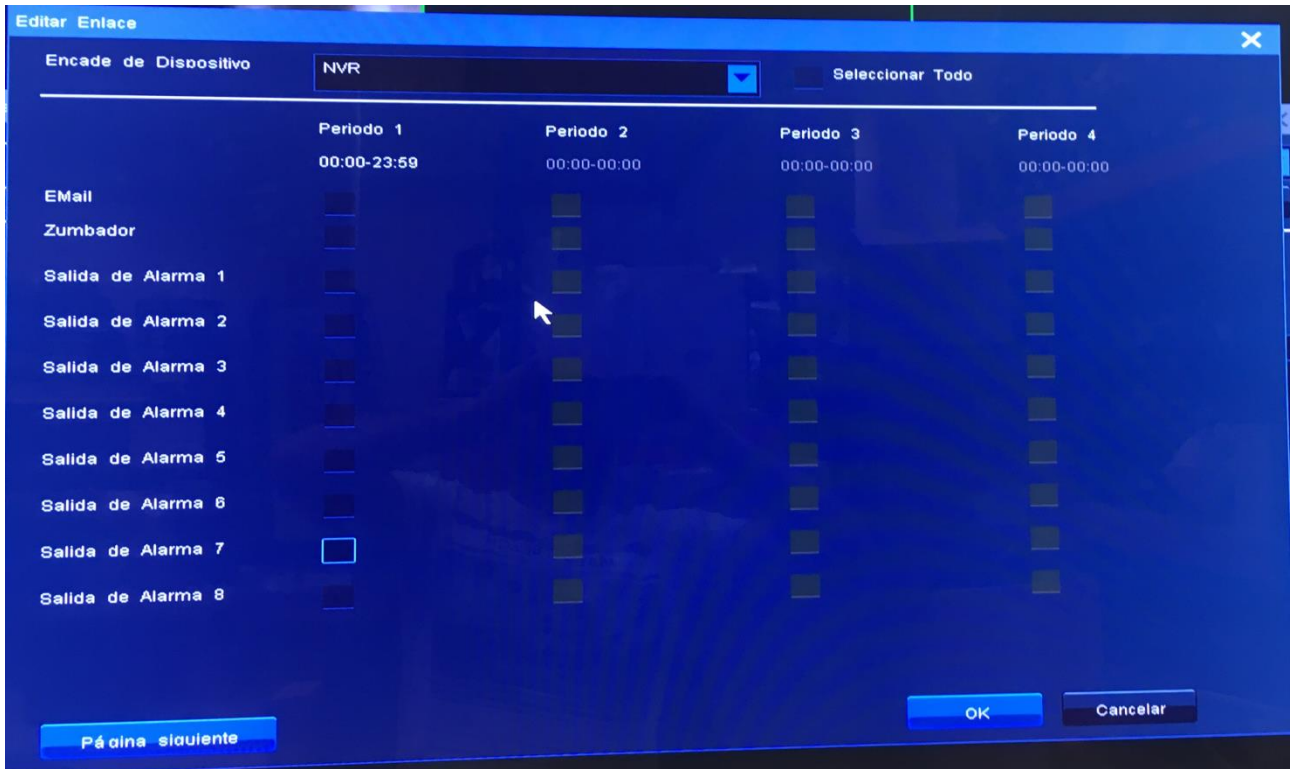 Editar Enlace
Encade de Dispositivo NVR Seleccionar Todo
Periodo 1 Periodo 2 Periodo 3 Periodo 4
00:00-23:59 00:00-00:00 00:00-00:00 00:00-00:00
EMail
Zumbador
Salida de Alarma 1
Salida de Alarma 2
Salida de Alarma 3
Salida de Alarma 4
Salida de Alarma 5
Salida de Alarma 6
Salida de Alarma 7
Salida de Alarma 8
OK Cancelar
Página siguiente